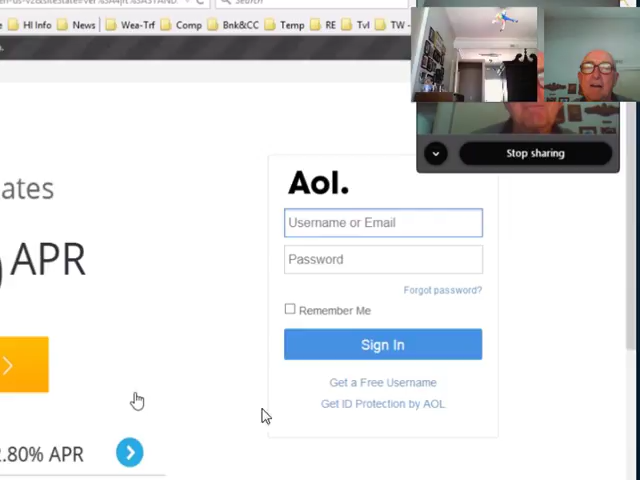 HI Info
News
Wea-Trf
Comp
Bnk&CC
Temp
RE
Tvl
TW
Stop sharing
ates
APR
2.80% APR
Aol.
Username or Email
Password
Forgot password?
Remember Me
Sign In
Get a Free Username
Get ID Protection by AOL